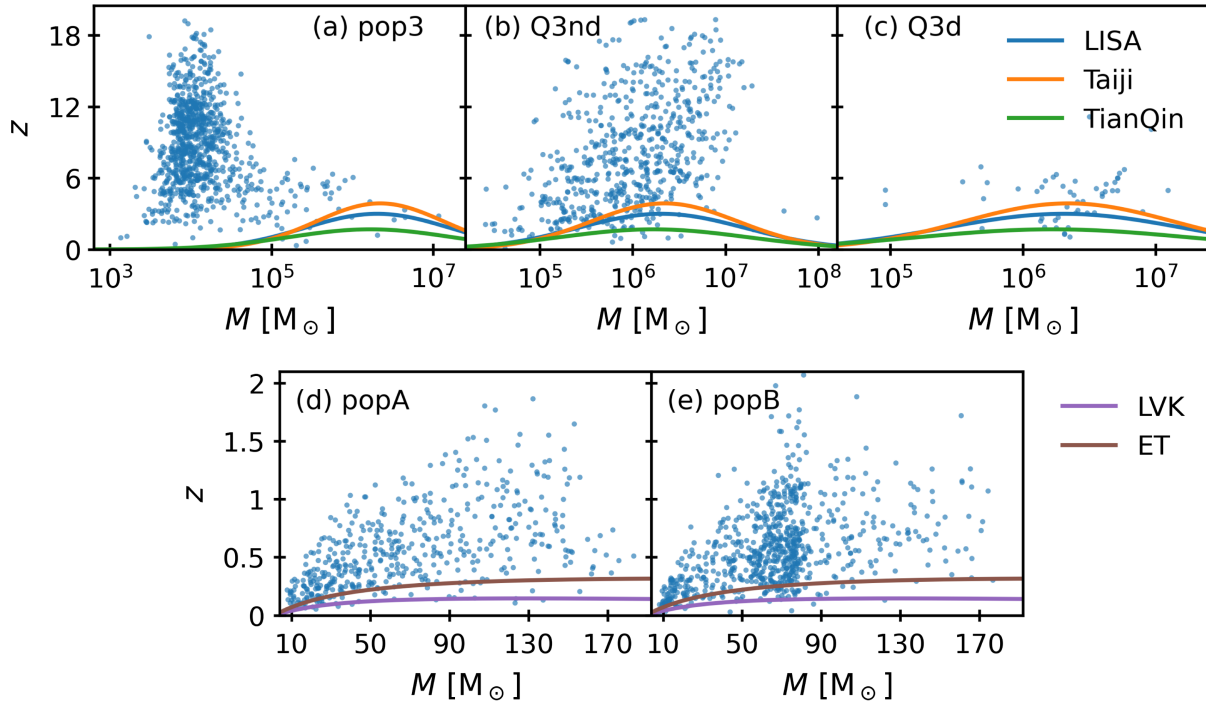 (a) pop3
(b) Q3nd
(c) Q3d
LISA
Taiji
TianQin
z
18
12
6
0
10³ 10⁵ 10⁷
10⁵ 10⁶ 10⁷ 10⁸
10⁵ 10⁶ 10⁷
M [M⊙]
M [M⊙]
M [M⊙]
(d) popA
(e) popB
LVK
ET
z
2
1.5
1
0.5
0
10 50 90 130 170
10 50 90 130 170
M [M⊙]
M [M⊙]